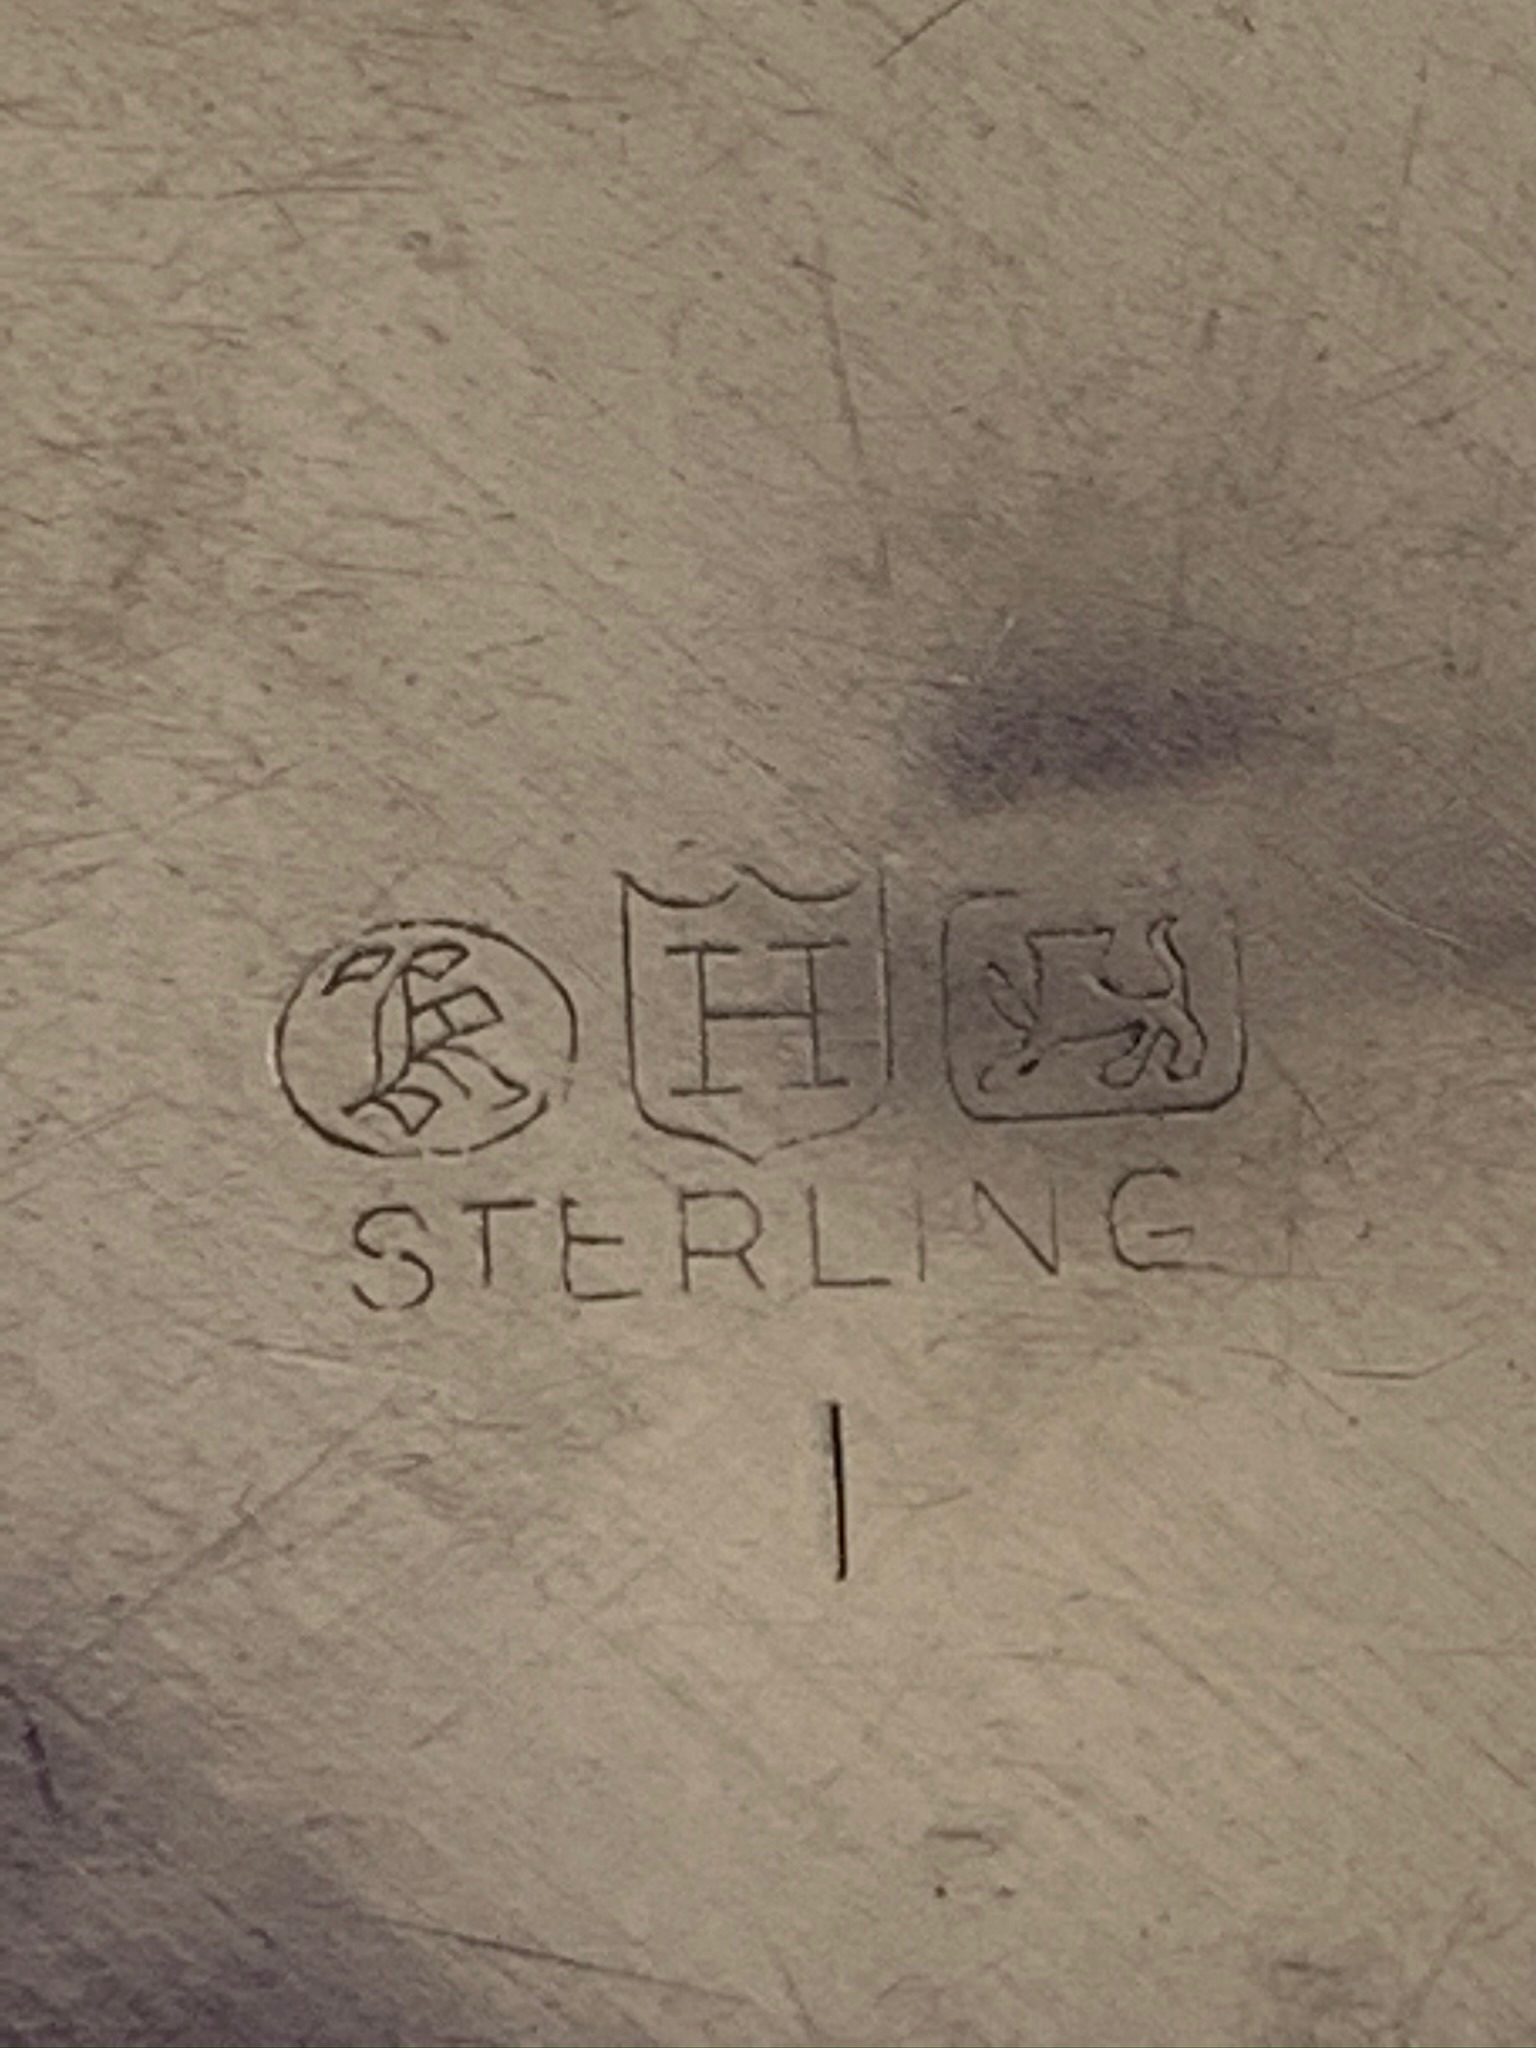 R H
STERLING
I